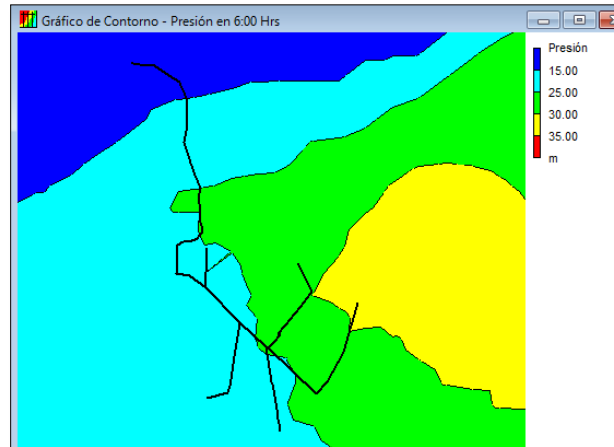 Gráfico de Contorno - Presión en 6:00 Hrs
Presión
15.00
25.00
30.00
35.00
m